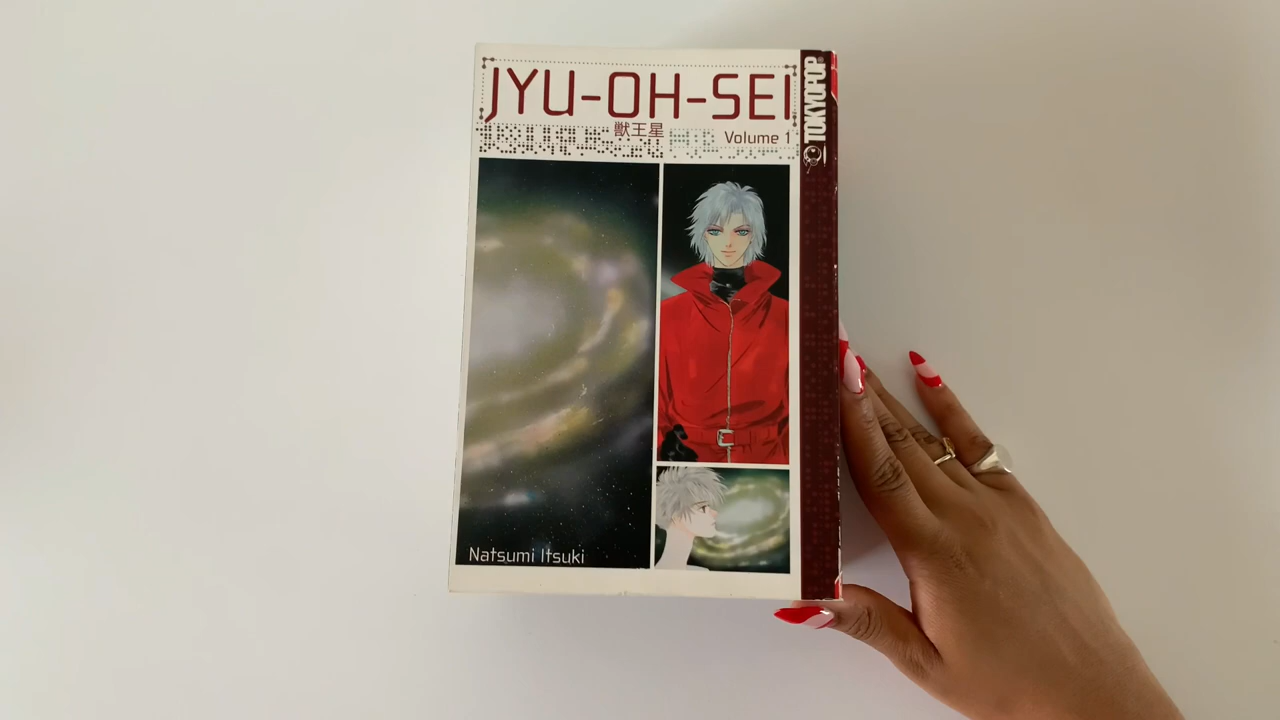 JYU-OH-SEI
獣王星
Volume 1
TOKYOPOP®
Natsumi Itsuki